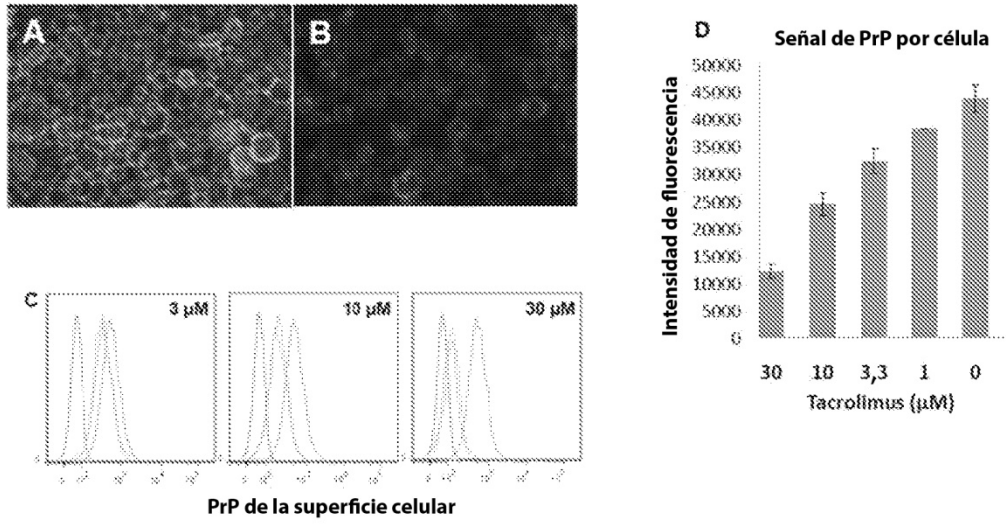 A
B
C
3 µM
10 µM
30 µM
PrP de la superficie celular
D
Señal de PrP por célula
Intensidad de fluorescencia
50000
45000
40000
35000
30000
25000
20000
15000
10000
5000
0
30 10 3,3 1 0
Tacrolimus (µM)